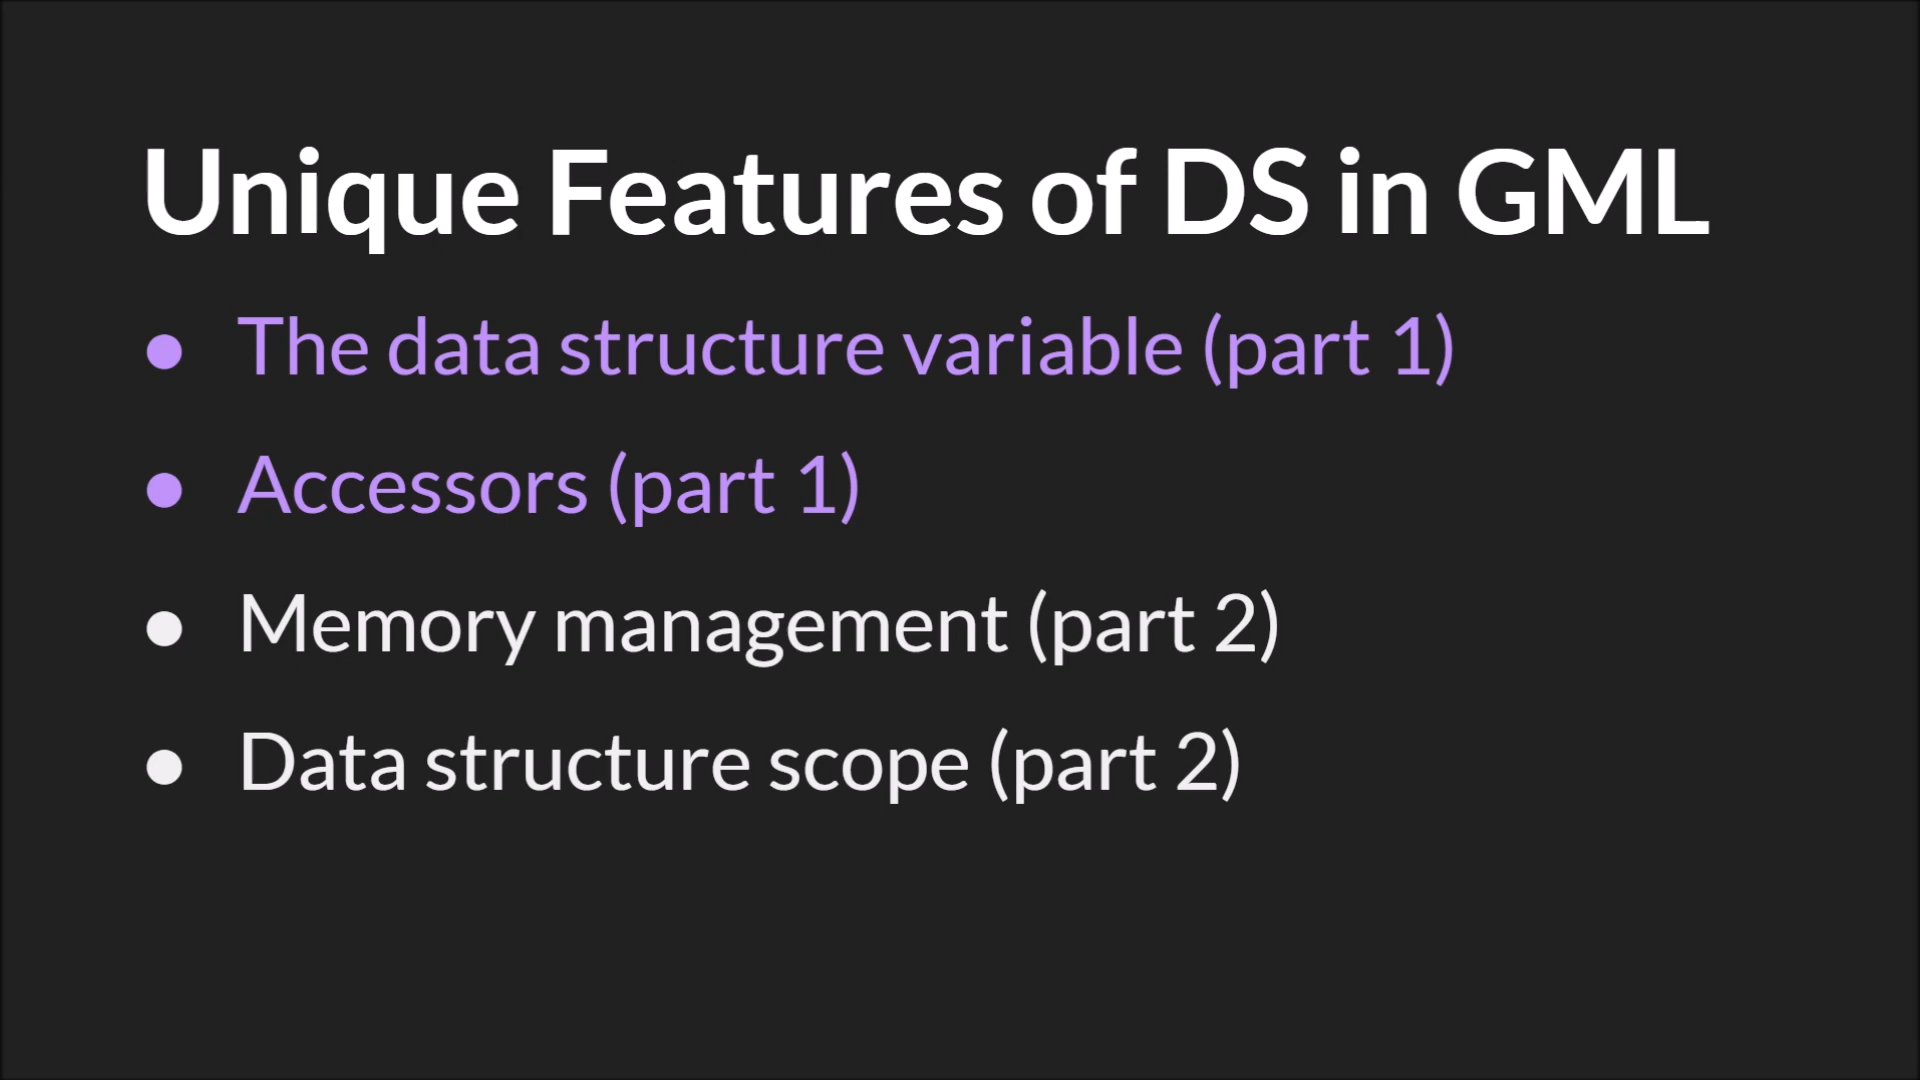 Unique Features of DS in GML
● The data structure variable (part 1)
● Accessors (part 1)
● Memory management (part 2)
● Data structure scope (part 2)